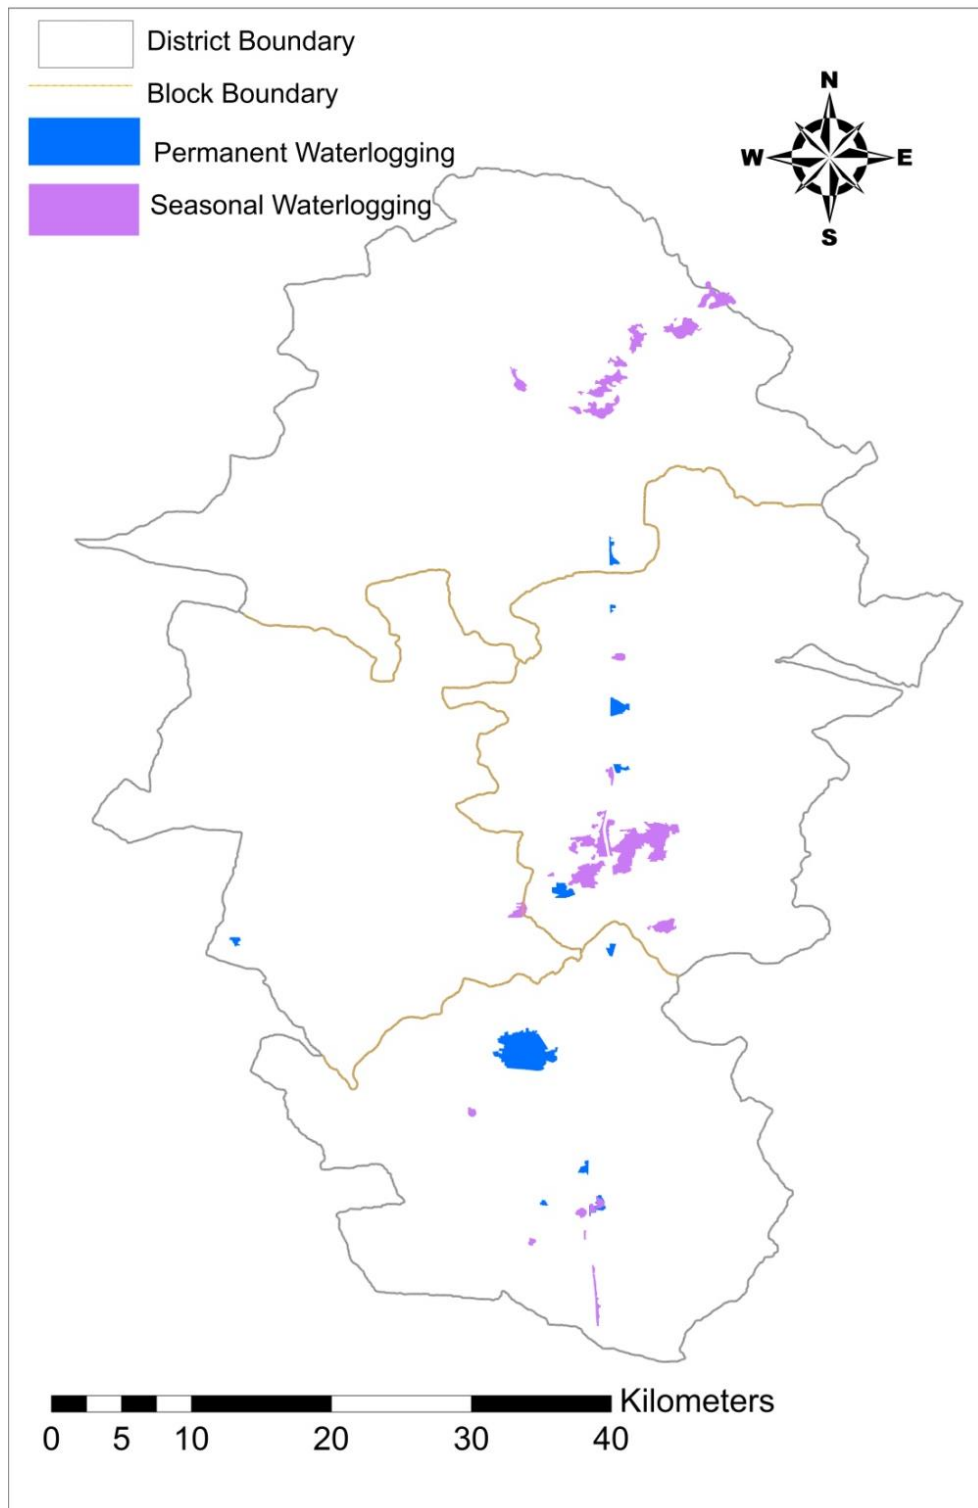 District Boundary
Block Boundary
Permanent Waterlogging
Seasonal Waterlogging
N
W E
S
Kilometers
0 5 10 20 30 40